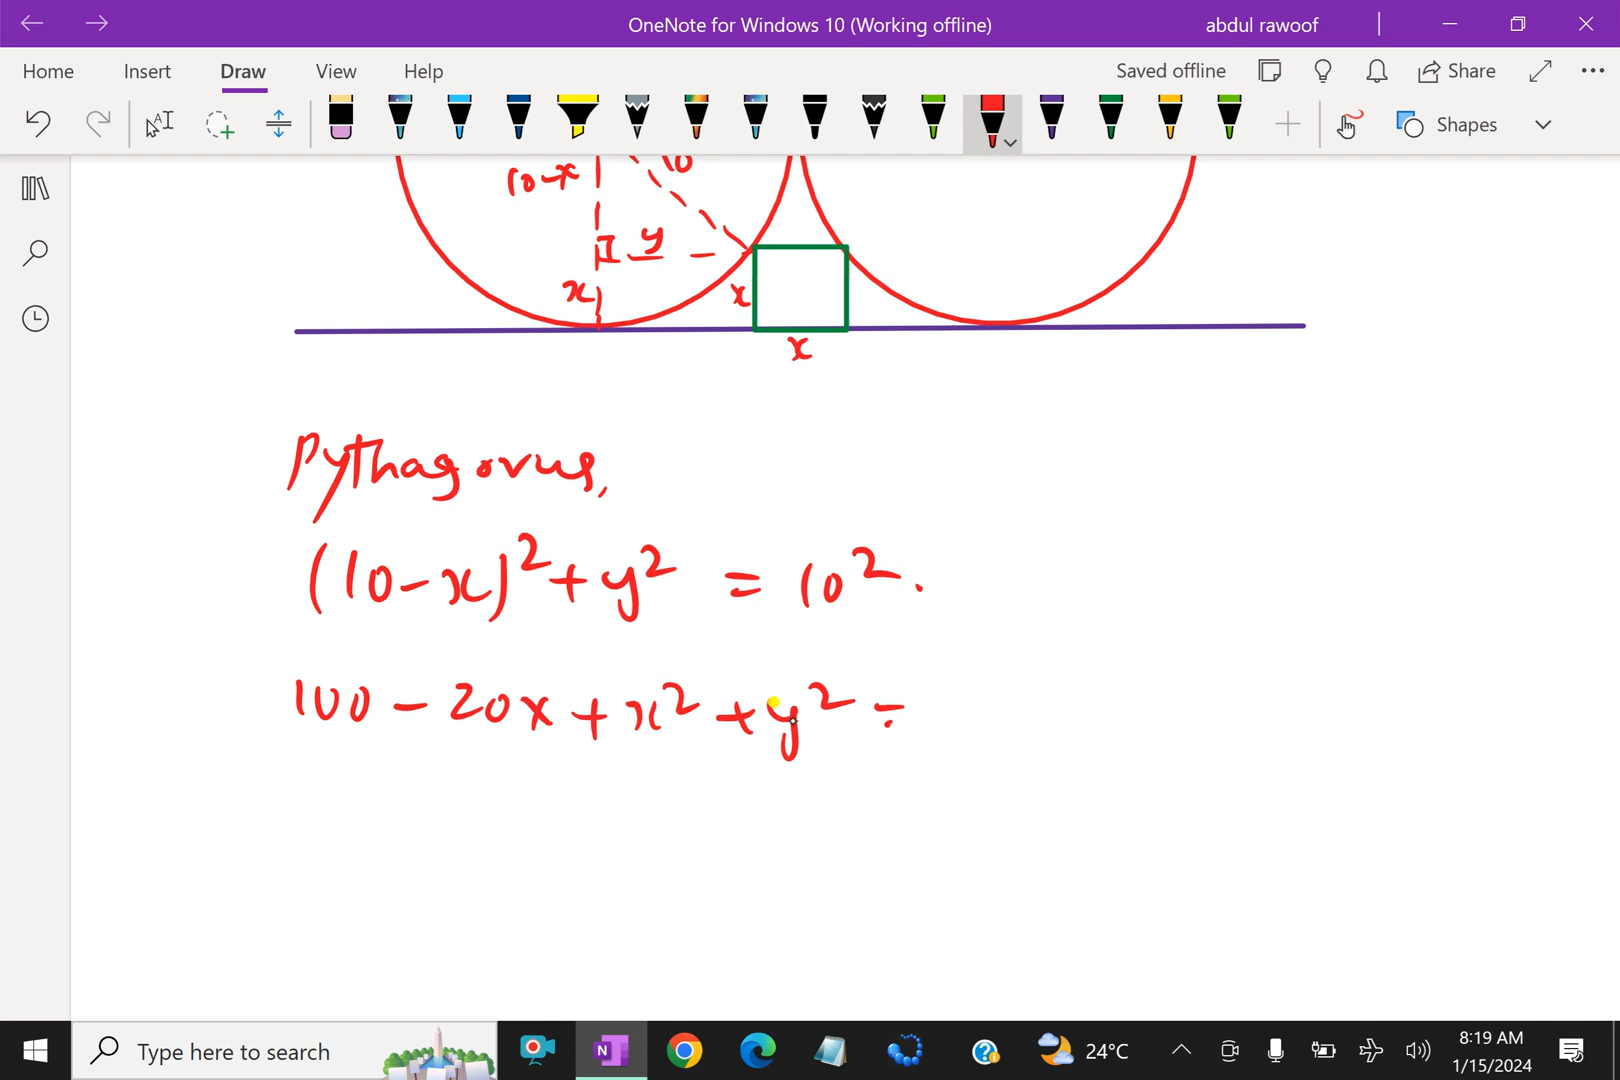 OneNote for Windows 10 (Working offline)
abdul rawoof
Home Insert Draw View Help
Saved offline
Share
Shapes
10-x
10
y
x
x
x
Pythagorus,
(10-x)² + y² = 10².
100 - 20x + x² + y² =
Type here to search
24°C
8:19 AM
1/15/2024